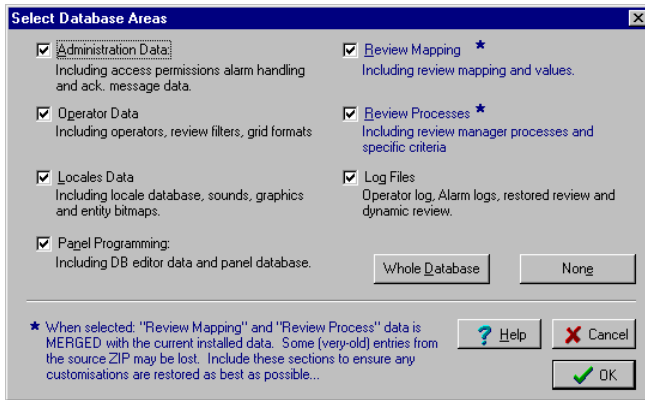 Select Database Areas
Administration Data:
Including access permissions alarm handling
and ack. message data.
Operator Data
Including operators, review filters, grid formats
Locales Data
Including locale database, sounds, graphics
and entity bitmaps.
Panel Programming:
Including DB editor data and panel database.
Review Mapping *
Including review mapping and values.
Review Processes *
Including review manager processes and
specific criteria
Log Files
Operator log, Alarm logs, restored review and
dynamic review.
Whole Database
None
* When selected: "Review Mapping" and "Review Process" data is
MERGED with the current installed data. Some (very-old) entries from
the source ZIP may be lost. Include these sections to ensure any
customisations are restored as best as possible...
? Help
Cancel
OK